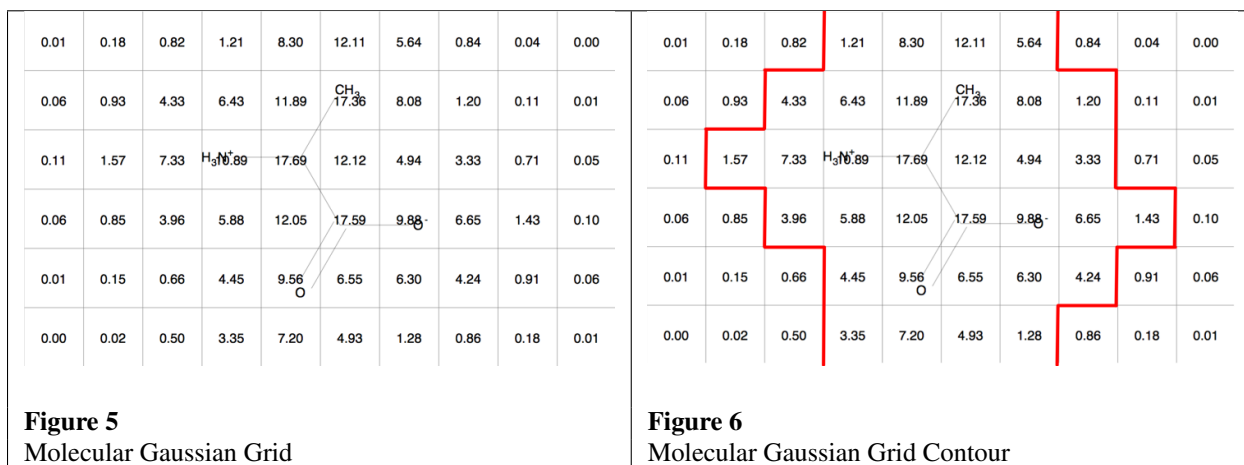 0.01 0.18 0.82 1.21 8.30 12.11 5.64 0.84 0.04 0.00
CH3
0.06 0.93 4.33 6.43 11.89 17.36 8.08 1.20 0.11 0.01
0.11 1.57 7.33 H3N+ 10.89 17.69 12.12 4.94 3.33 0.71 0.05
0.06 0.85 3.96 5.88 12.05 17.59 9.88 O- 6.65 1.43 0.10
0.01 0.15 0.66 4.45 9.56 6.55 6.30 4.24 0.91 0.06
O
0.00 0.02 0.50 3.35 7.20 4.93 1.28 0.86 0.18 0.01
Figure 5
Molecular Gaussian Grid
0.01 0.18 0.82 1.21 8.30 12.11 5.64 0.84 0.04 0.00
CH3
0.06 0.93 4.33 6.43 11.89 17.36 8.08 1.20 0.11 0.01
0.11 1.57 7.33 H3N+ 10.89 17.69 12.12 4.94 3.33 0.71 0.05
0.06 0.85 3.96 5.88 12.05 17.59 9.88 O- 6.65 1.43 0.10
0.01 0.15 0.66 4.45 9.56 6.55 6.30 4.24 0.91 0.06
O
0.00 0.02 0.50 3.35 7.20 4.93 1.28 0.86 0.18 0.01
Figure 6
Molecular Gaussian Grid Contour